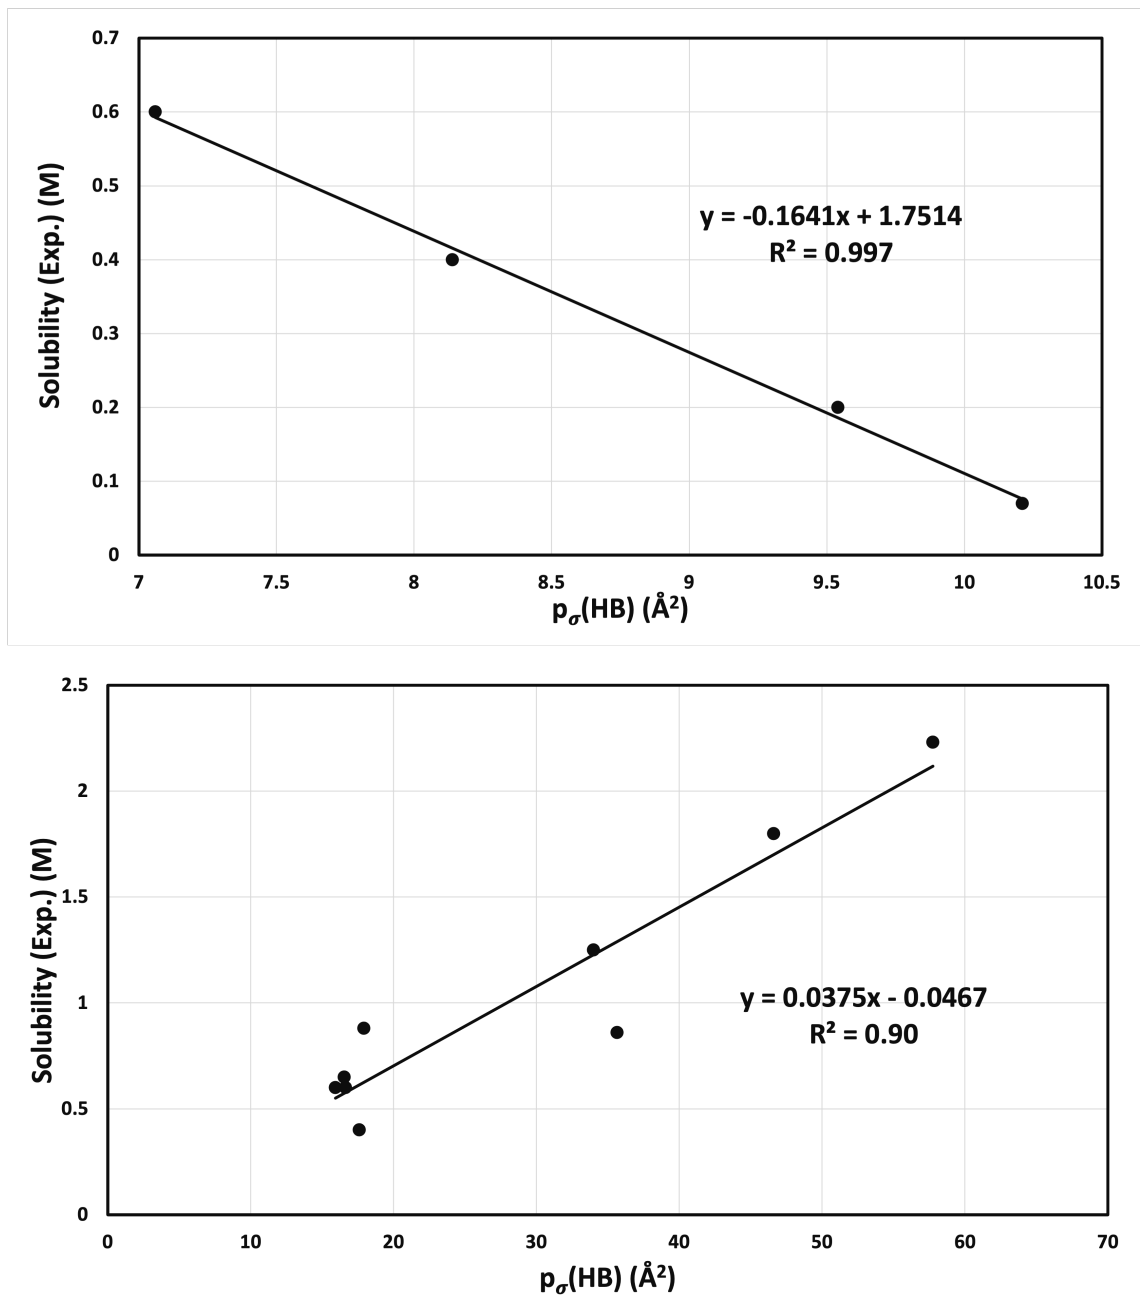 0.7
0.6
0.5
0.4
0.3
0.2
0.1
0
Solubility (Exp.) (M)
y = -0.1641x + 1.7514
R² = 0.997
7 7.5 8 8.5 9 9.5 10 10.5
pσ(HB) (Å²)
2.5
2
1.5
1
0.5
0
Solubility (Exp.) (M)
y = 0.0375x - 0.0467
R² = 0.90
0 10 20 30 40 50 60 70
pσ(HB) (Å²)